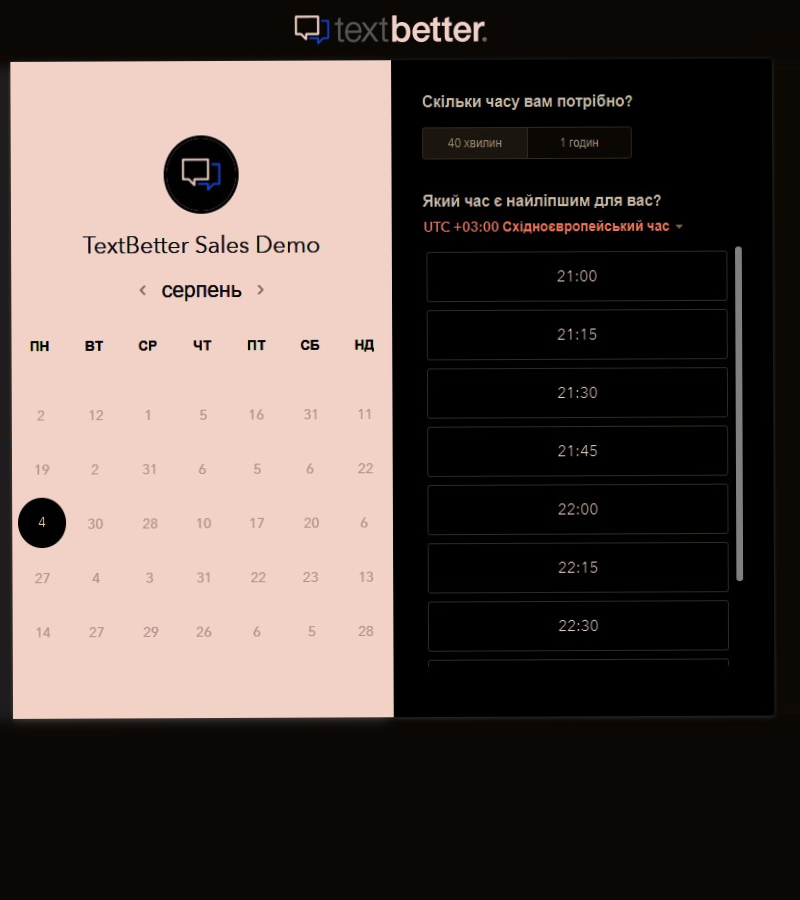 textbetter.
TextBetter Sales Demo
серпень
ПН ВТ СР ЧТ ПТ СБ НД
2 12 1 5 16 31 11
19 2 31 6 5 6 22
4 30 28 10 17 20 6
27 4 3 31 22 23 13
14 27 29 26 6 5 28
Скільки часу вам потрібно?
40 хвилин 1 годин
Який час є найліпшим для вас?
UTC +03:00 Східноєвропейський час
21:00
21:15
21:30
21:45
22:00
22:15
22:30